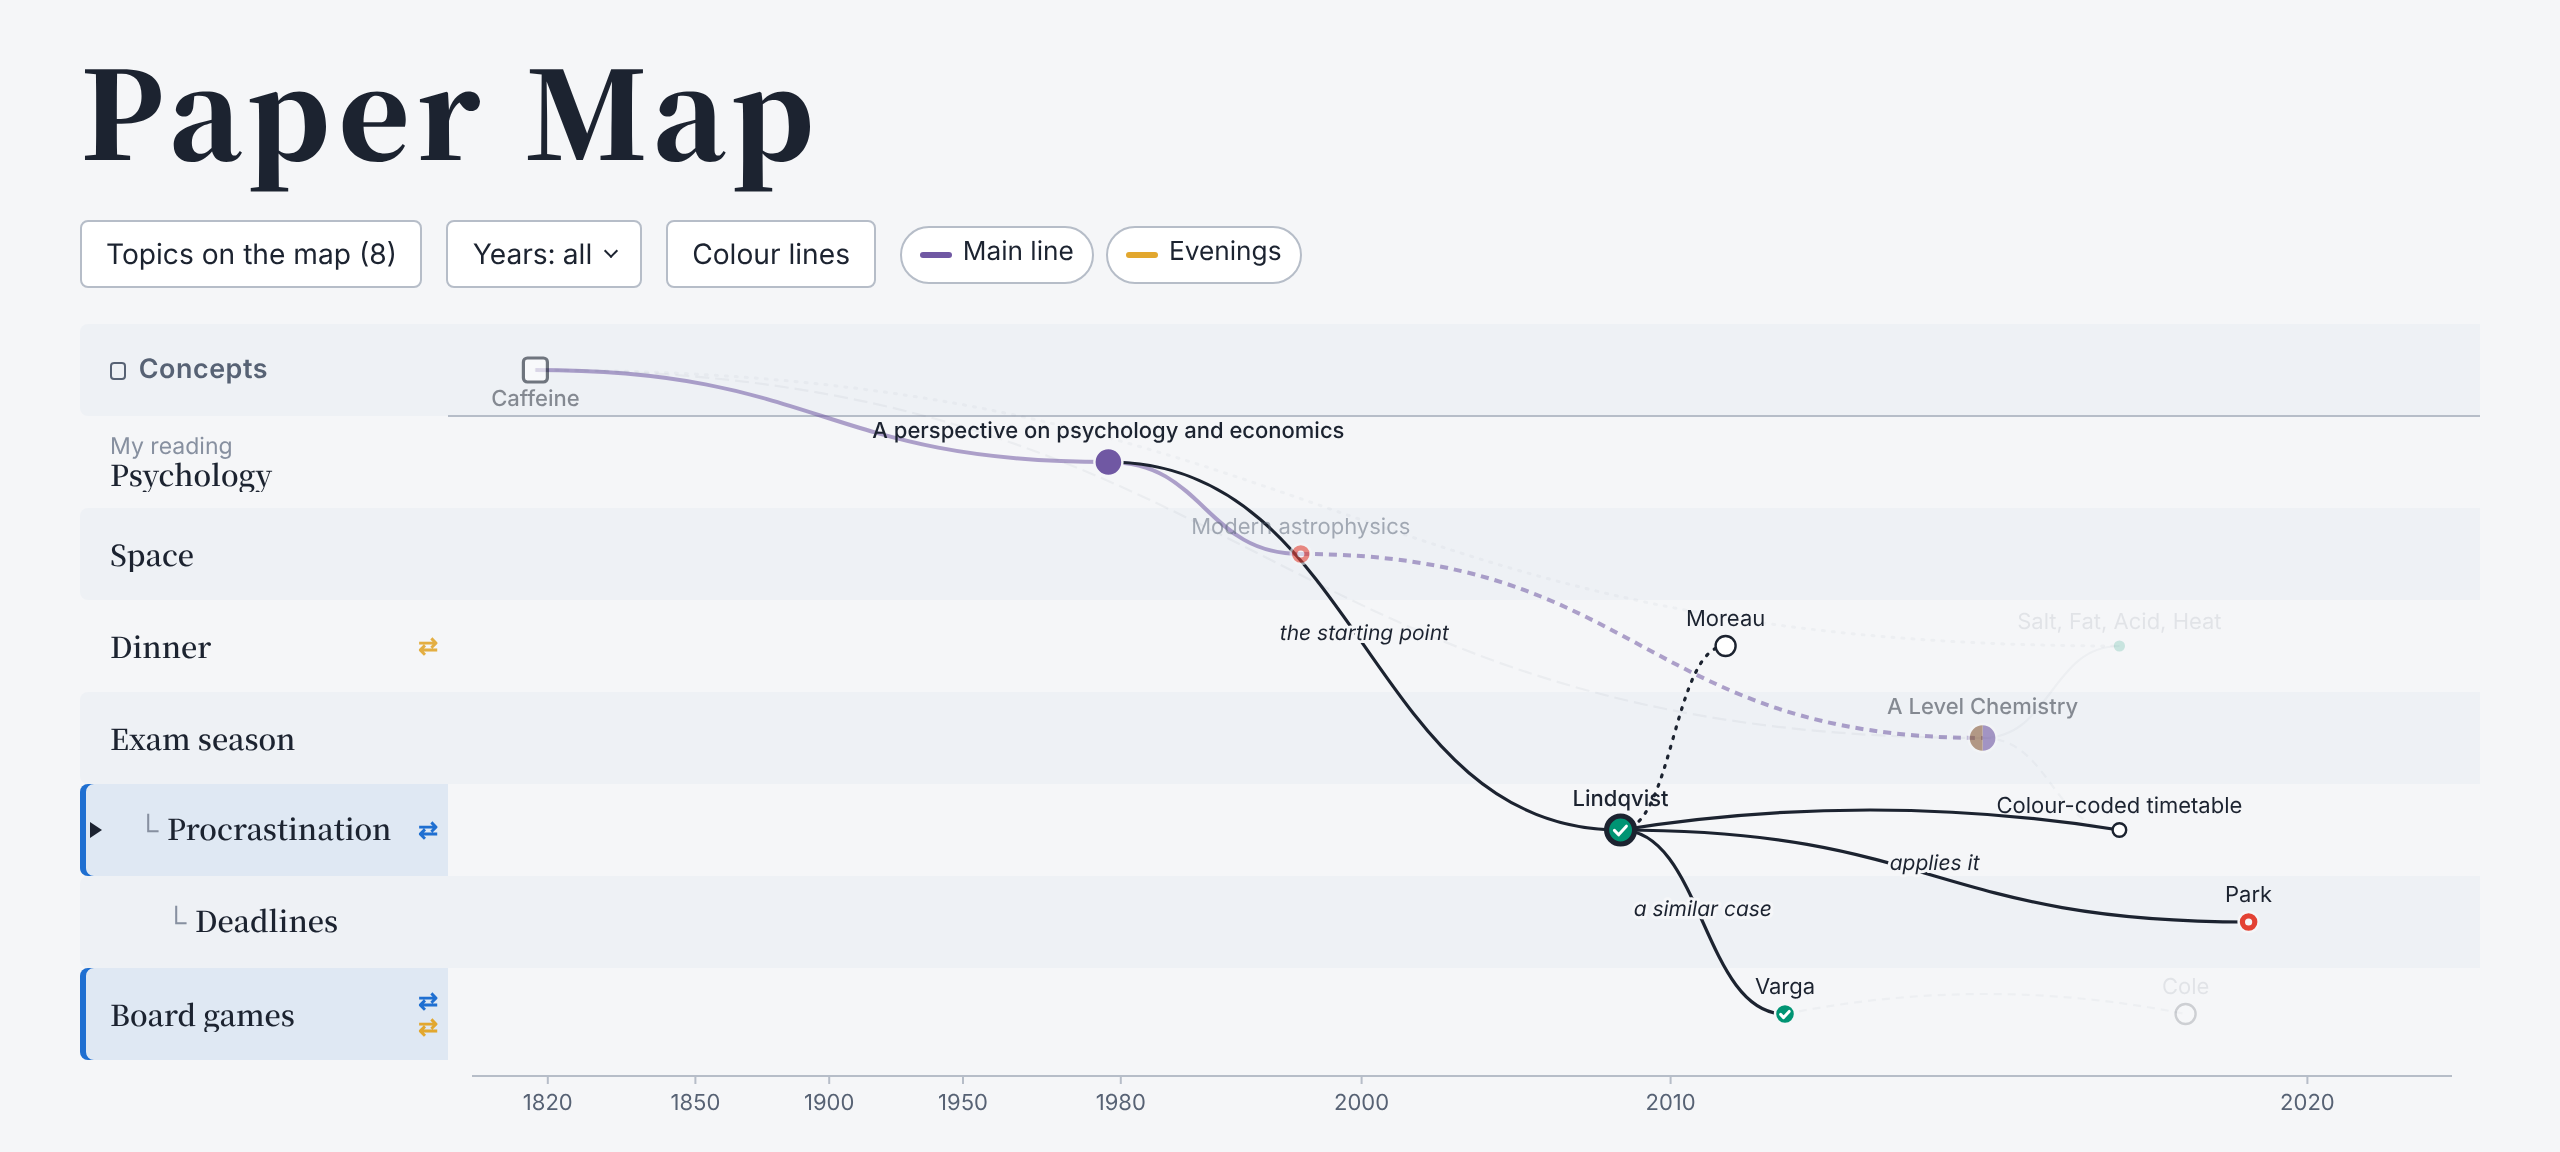 Paper Map
Topics on the map (8)
Years: all
Colour lines
Main line
Evenings
Concepts
Caffeine
A perspective on psychology and economics
My reading
Psychology
Modern astrophysics
Space
Moreau
Salt, Fat, Acid, Heat
the starting point
Dinner
A Level Chemistry
Exam season
Lindqvist
Colour-coded timetable
Procrastination
applies it
Park
a similar case
Deadlines
Varga
Cole
Board games
1820
1850
1900
1950
1980
2000
2010
2020